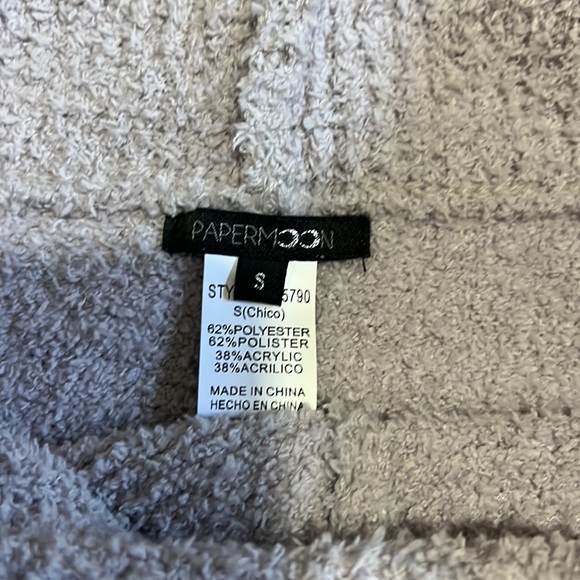 PAPERMOON
S
STY 5790
S(Chico)
62%POLYESTER
62%POLISTER
38%ACRYLIC
38%ACRILICO
MADE IN CHINA
HECHO EN CHINA